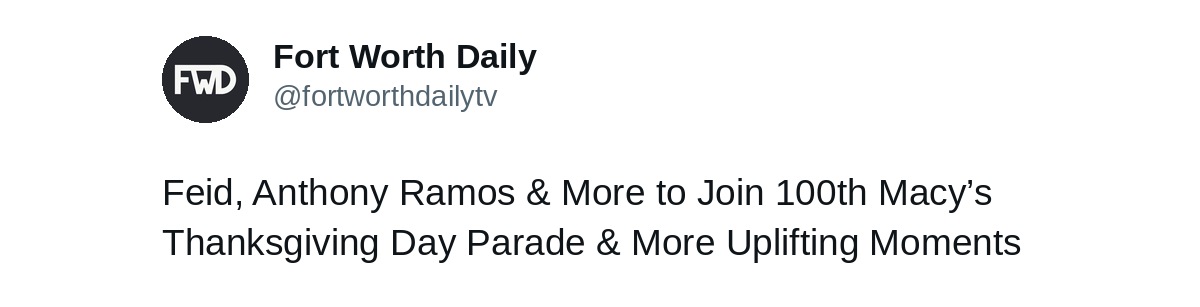 FWD
Fort Worth Daily
@fortworthdailytv
Feid, Anthony Ramos & More to Join 100th Macy’s
Thanksgiving Day Parade & More Uplifting Moments